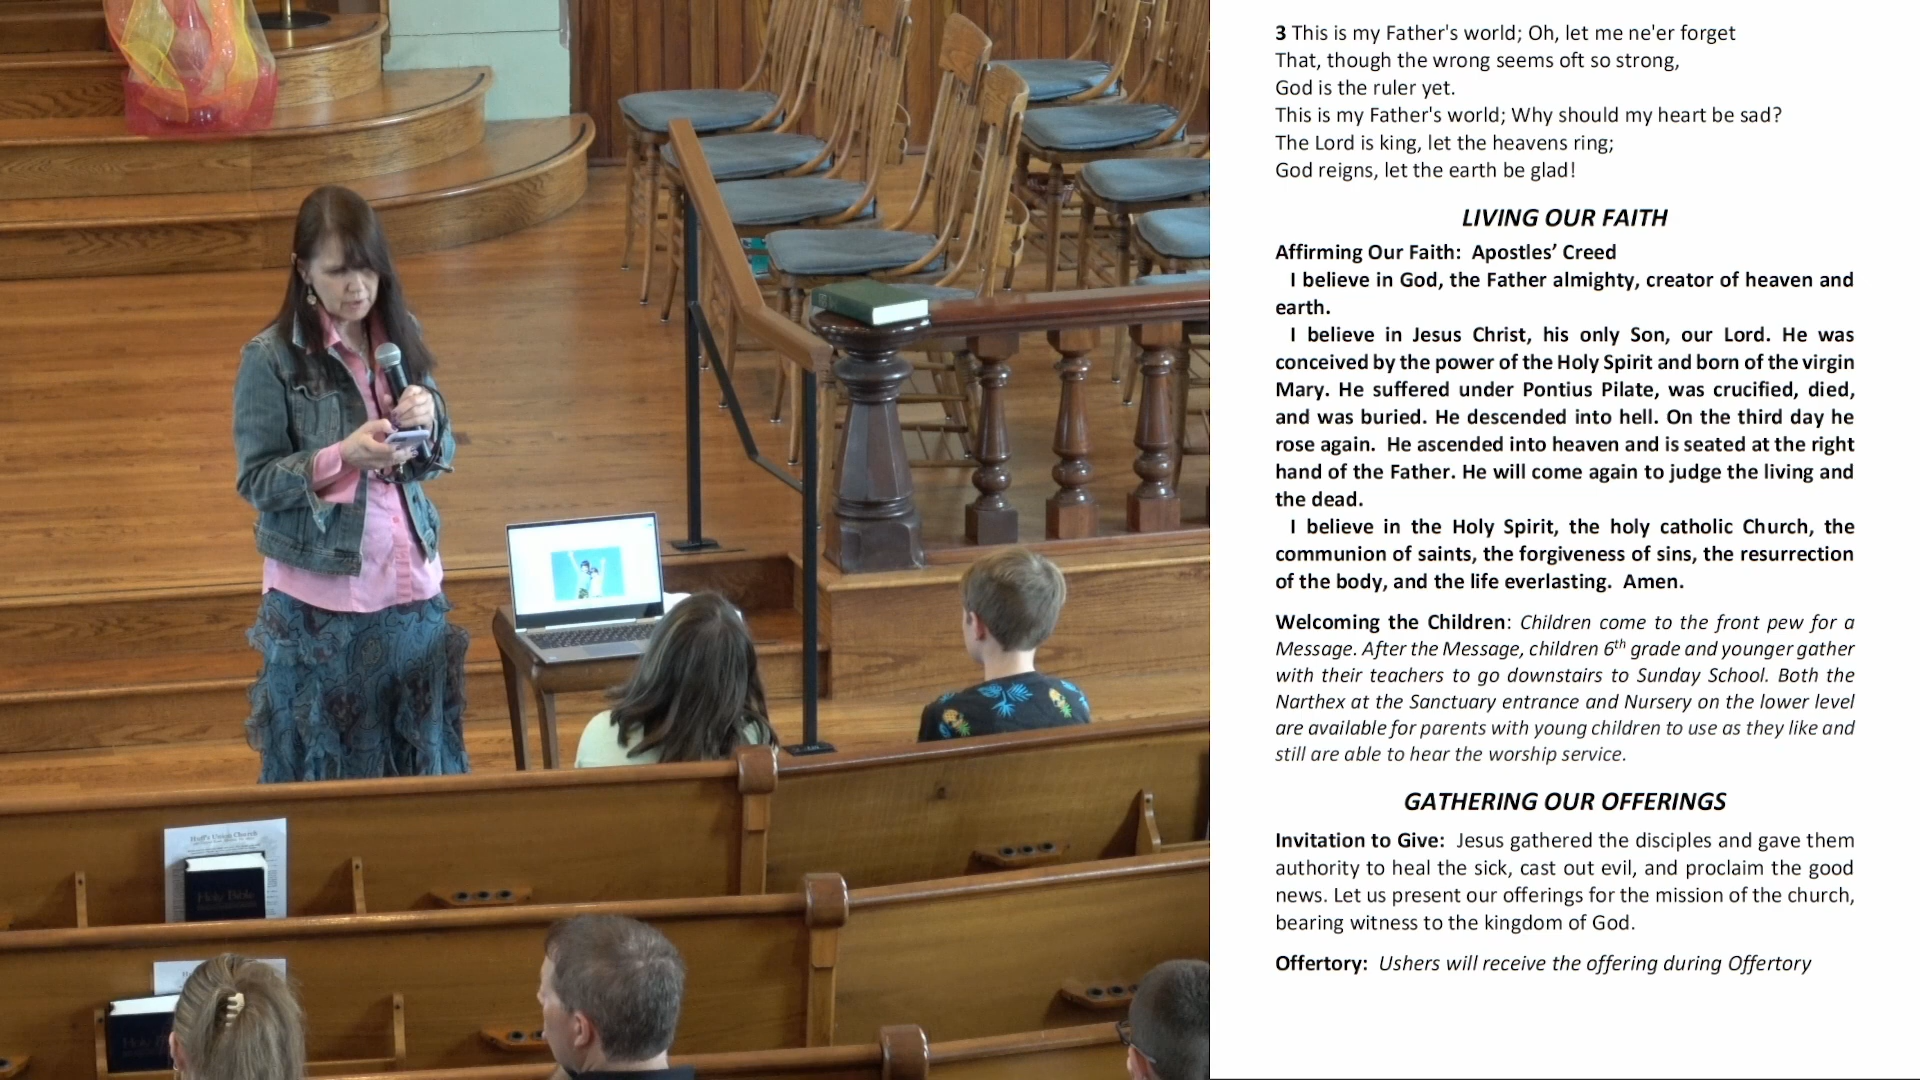 3 This is my Father's world; Oh, let me ne'er forget
That, though the wrong seems oft so strong,
God is the ruler yet.
This is my Father's world; Why should my heart be sad?
The Lord is king, let the heavens ring;
God reigns, let the earth be glad!
LIVING OUR FAITH
Affirming Our Faith:  Apostles’ Creed
I believe in God, the Father almighty, creator of heaven and
earth.
I believe in Jesus Christ, his only Son, our Lord. He was
conceived by the power of the Holy Spirit and born of the virgin
Mary. He suffered under Pontius Pilate, was crucified, died,
and was buried. He descended into hell. On the third day he
rose again.  He ascended into heaven and is seated at the right
hand of the Father. He will come again to judge the living and
the dead.
I believe in the Holy Spirit, the holy catholic Church, the
communion of saints, the forgiveness of sins, the resurrection
of the body, and the life everlasting.  Amen.
Welcoming the Children: Children come to the front pew for a
Message. After the Message, children 6th grade and younger gather
with their teachers to go downstairs to Sunday School. Both the
Narthex at the Sanctuary entrance and Nursery on the lower level
are available for parents with young children to use as they like and
still are able to hear the worship service.
GATHERING OUR OFFERINGS
Invitation to Give:  Jesus gathered the disciples and gave them
authority to heal the sick, cast out evil, and proclaim the good
news. Let us present our offerings for the mission of the church,
bearing witness to the kingdom of God.
Offertory:  Ushers will receive the offering during Offertory
Huff's Union Church
Holy Bible
Holy